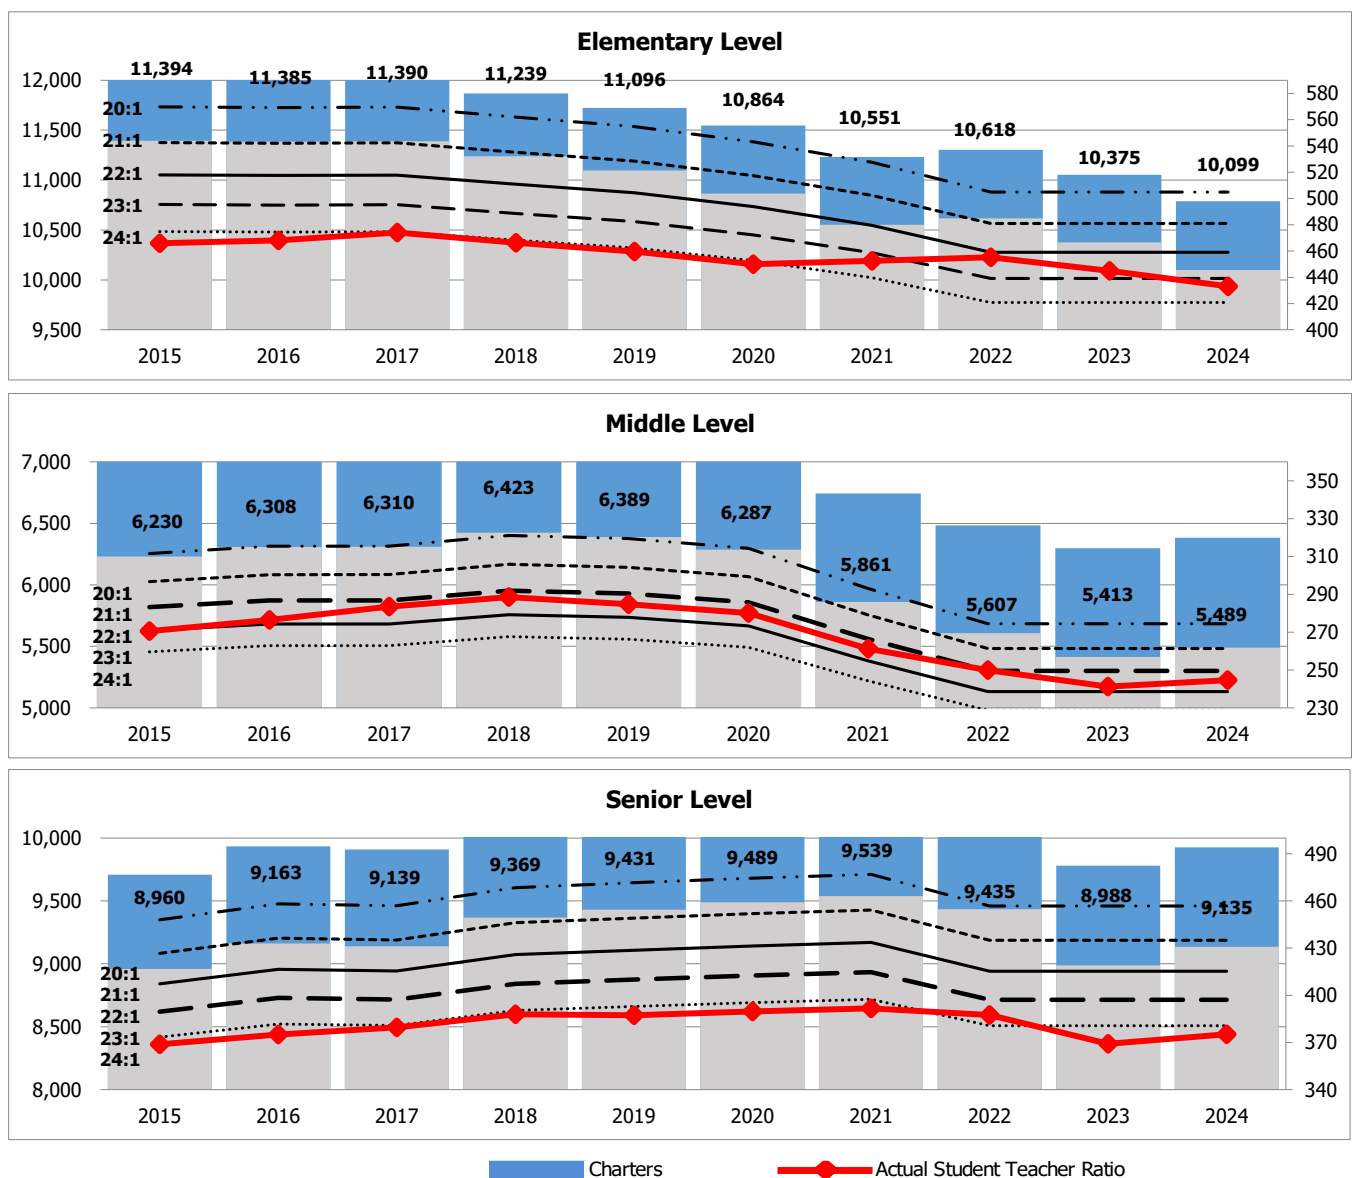 Elementary Level
11,394 11,385 11,390 11,239 11,096 10,864 10,551 10,618 10,375 10,099
12,000 11,500 11,000 10,500 10,000 9,500
20:1
21:1
22:1
23:1
24:1
580 560 540 520 500 480 460 440 420 400
2015 2016 2017 2018 2019 2020 2021 2022 2023 2024
Middle Level
7,000 6,500 6,000 5,500 5,000
6,230 6,308 6,310 6,423 6,389 6,287 5,861 5,607 5,413 5,489
20:1
21:1
22:1
23:1
24:1
350 330 310 290 270 250 230
2015 2016 2017 2018 2019 2020 2021 2022 2023 2024
Senior Level
10,000 9,500 9,000 8,500 8,000
8,960 9,163 9,139 9,369 9,431 9,489 9,539 9,435 8,988 9,135
20:1
21:1
22:1
23:1
24:1
490 460 430 400 370 340
2015 2016 2017 2018 2019 2020 2021 2022 2023 2024
Charters Actual Student Teacher Ratio